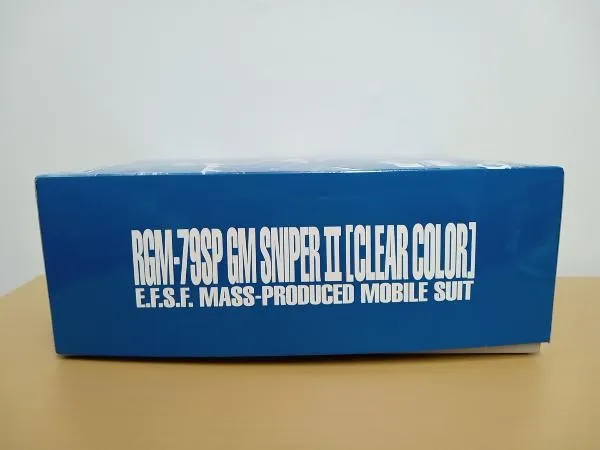 RGM-79SP GM SNIPER II [CLEAR COLOR]
E.F.S.F. MASS-PRODUCED MOBILE SUIT